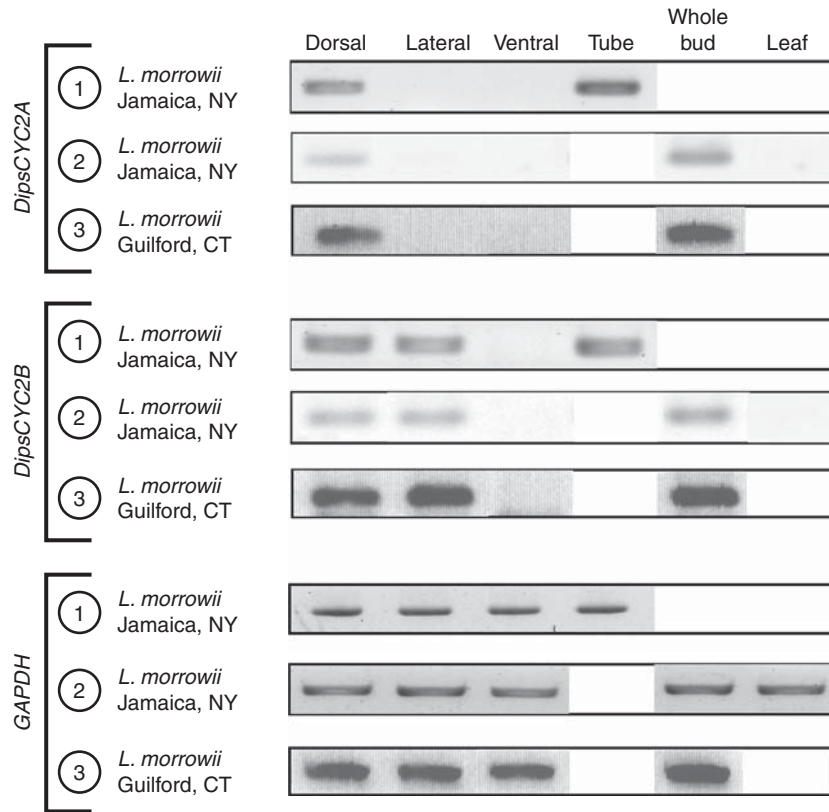 Dorsal Lateral Ventral Tube Whole bud Leaf
DipsCYC2A
1 L. morrowii
Jamaica, NY
2 L. morrowii
Jamaica, NY
3 L. morrowii
Guilford, CT
DipsCYC2B
1 L. morrowii
Jamaica, NY
2 L. morrowii
Jamaica, NY
3 L. morrowii
Guilford, CT
GAPDH
1 L. morrowii
Jamaica, NY
2 L. morrowii
Jamaica, NY
3 L. morrowii
Guilford, CT